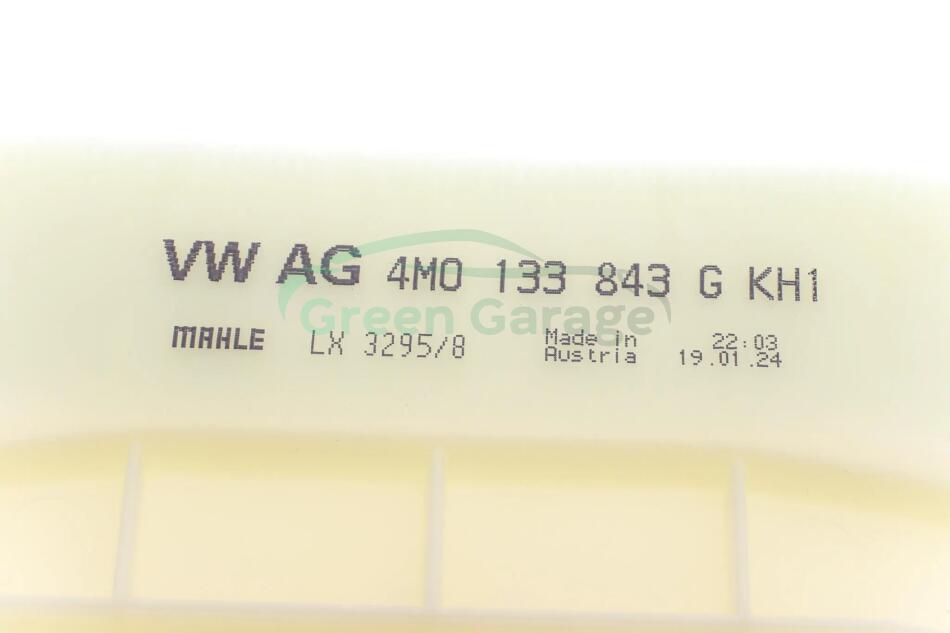 VW AG 4M0 133 843 G KH1
Green Garage
MAHLE LX 3295/8 Made in 22:03
Austria 19.01.24